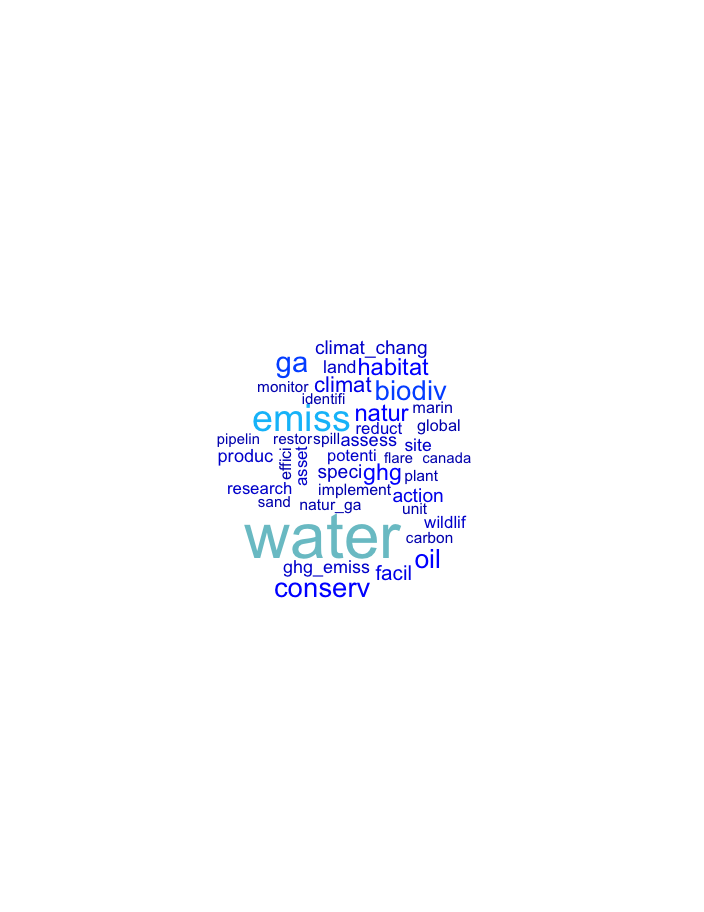 climat_chang
ga land habitat
monitor climat biodiv
identifi
emiss natur marin
reduct global
pipelin restor spill assess site
produc effici asset potenti flare canada
speci ghg plant
research implement action
sand natur_ga unit
water wildlif
carbon
ghg_emiss facil oil
conserv